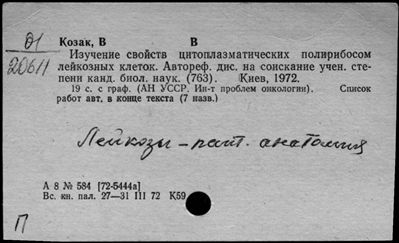 01
20611
Козак, В В
Изучение свойств цитоплазматических полирибосом
лейкозных клеток. Автореф. дис. на соискание учен. сте-
пени канд. биол. наук. (763). Киев, 1972.
19 с. с граф. (АН УССР. Ин-т проблем онкологии). Список
работ авт. в конце текста (7 назв.)
Лейкозы – пат. анатомия
А 8 № 584 [72-5444а]
Вс. кн. пал. 27—31 III 72 К59
П